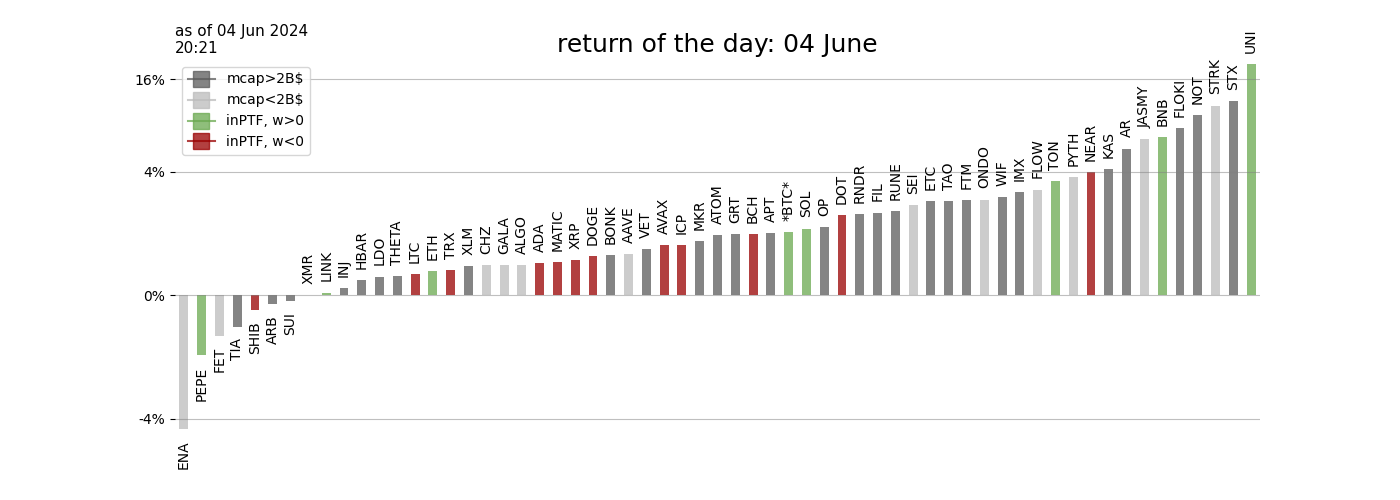 as of 04 Jun 2024
20:21
return of the day: 04 June
mcap>2B$
mcap<2B$
inPTF, w>0
inPTF, w<0
16%
4%
0%
-4%
ENA
PEPE
FET
TIA
SHIB
ARB
SUI
XMR
LINK
INJ
HBAR
LDO
THETA
LTC
ETH
TRX
XLM
CHZ
GALA
ALGO
ADA
MATIC
XRP
DOGE
BONK
AAVE
VET
AVAX
ICP
MKR
ATOM
GRT
BCH
APT
*BTC*
SOL
OP
DOT
RNDR
FIL
RUNE
SEI
ETC
TAO
FTM
ONDO
WIF
IMX
FLOW
TON
PYTH
NEAR
KAS
AR
JASMY
BNB
FLOKI
NOT
STRK
STX
UNI